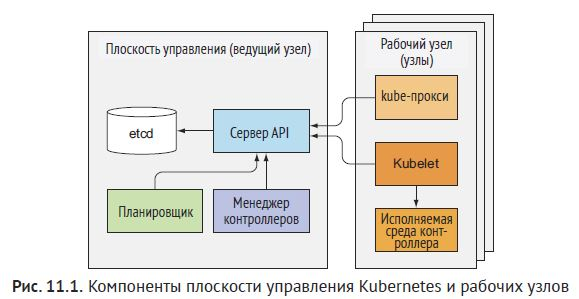 Плоскость управления (ведущий узел)
etcd
Сервер API
Планировщик
Менеджер
контроллеров
Рабочий узел
(узлы)
kube-прокси
Kubelet
Исполняемая
среда конт-
роллера
Рис. 11.1. Компоненты плоскости управления Kubernetes и рабочих узлов